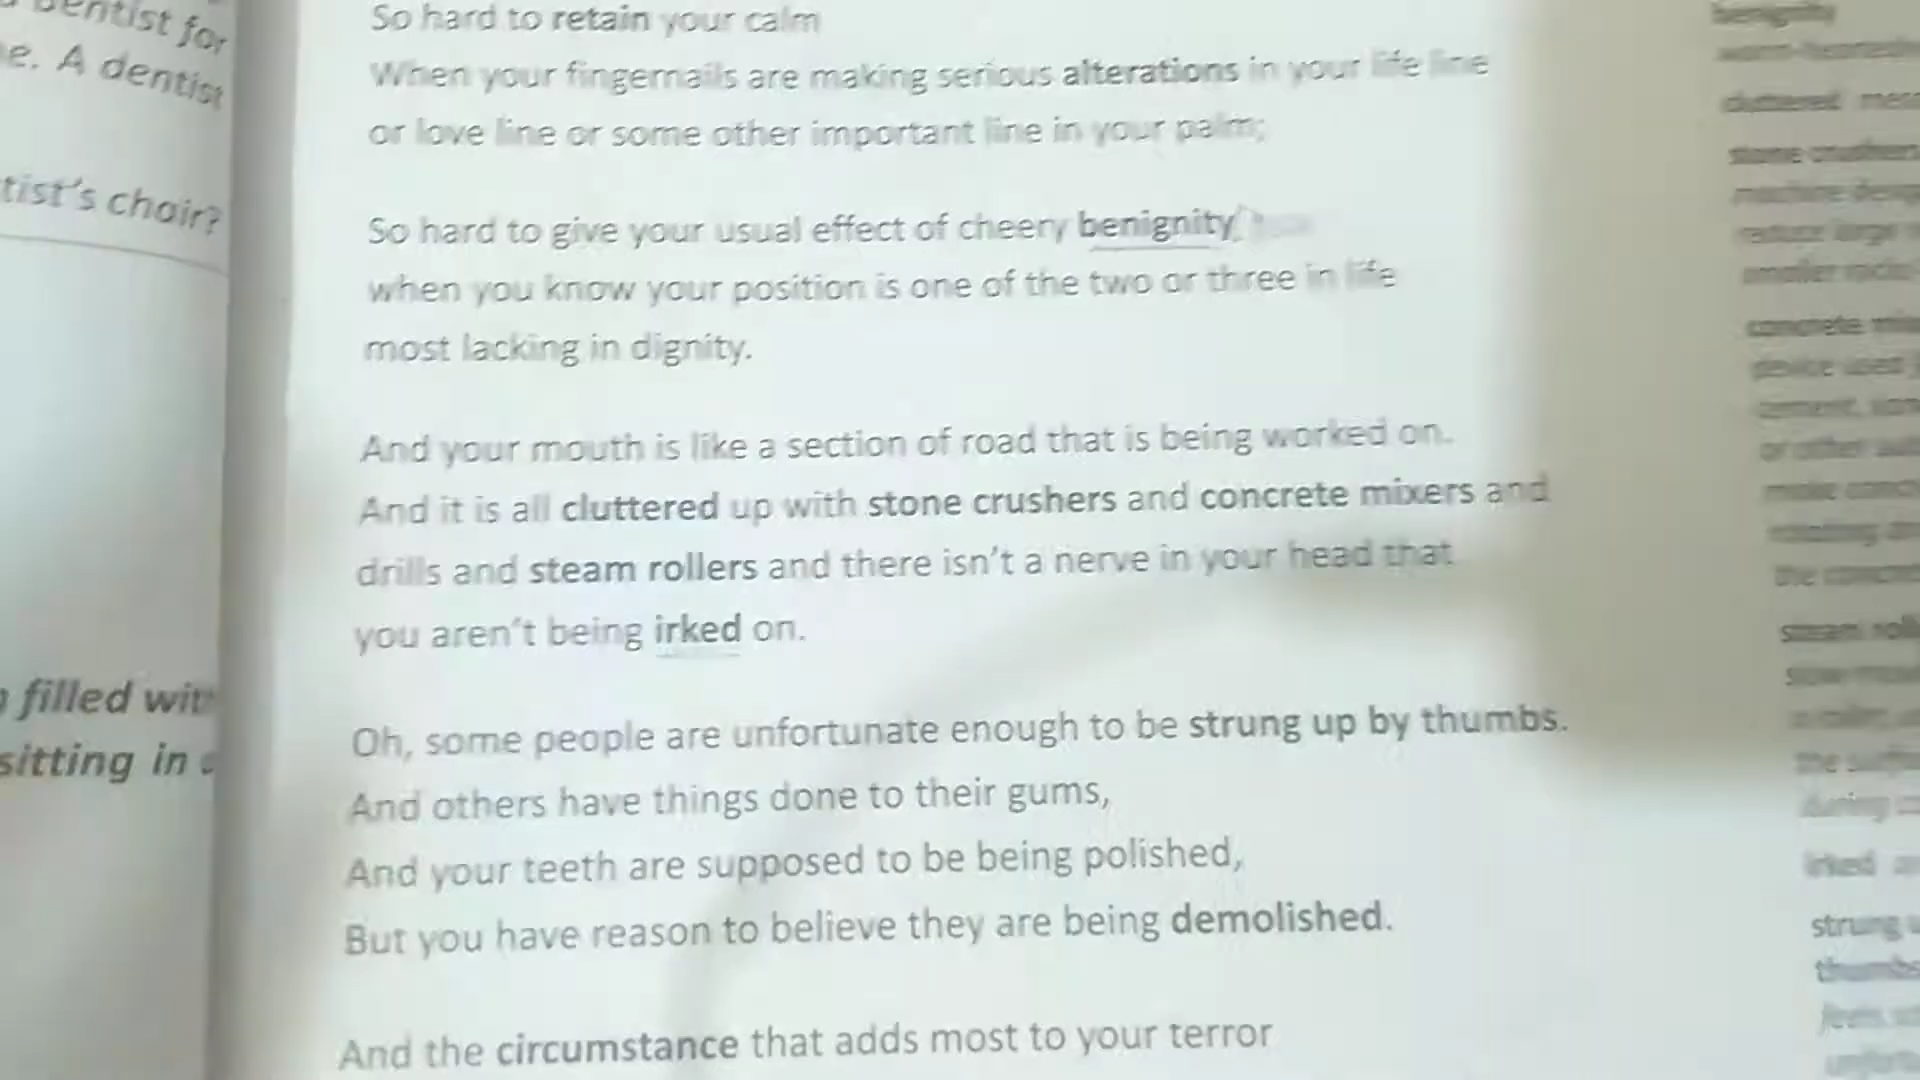 Dentist for
e. A dentist
tist's chair?
filled with
sitting in
So hard to retain your calm
When your fingernails are making serious alterations in your life line
or love line or some other important line in your palm;
So hard to give your usual effect of cheery benignity
when you know your position is one of the two or three in life
most lacking in dignity.
And your mouth is like a section of road that is being worked on.
And it is all cluttered up with stone crushers and concrete mixers and
drills and steam rollers and there isn't a nerve in your head that
you aren't being irked on.
Oh, some people are unfortunate enough to be strung up by thumbs.
And others have things done to their gums,
And your teeth are supposed to be being polished,
But you have reason to believe they are being demolished.
And the circumstance that adds most to your terror
benignity
cluttered
stone crushers
concrete
device used
steam
irked
strung
thumbs